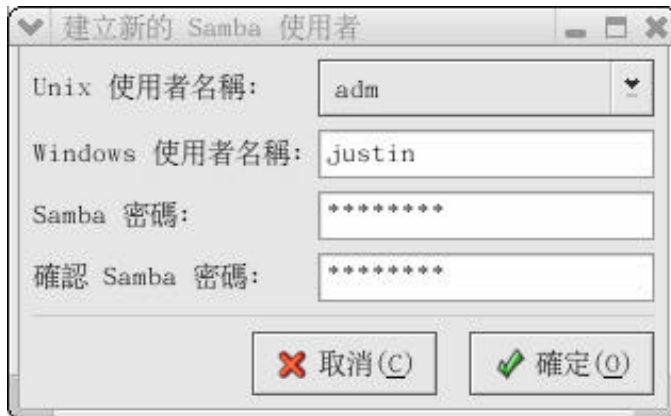 建立新的 Samba 使用者
Unix 使用者名稱: adm
Windows 使用者名稱: justin
Samba 密碼: ********
確認 Samba 密碼: ********
取消(C) 確定(O)